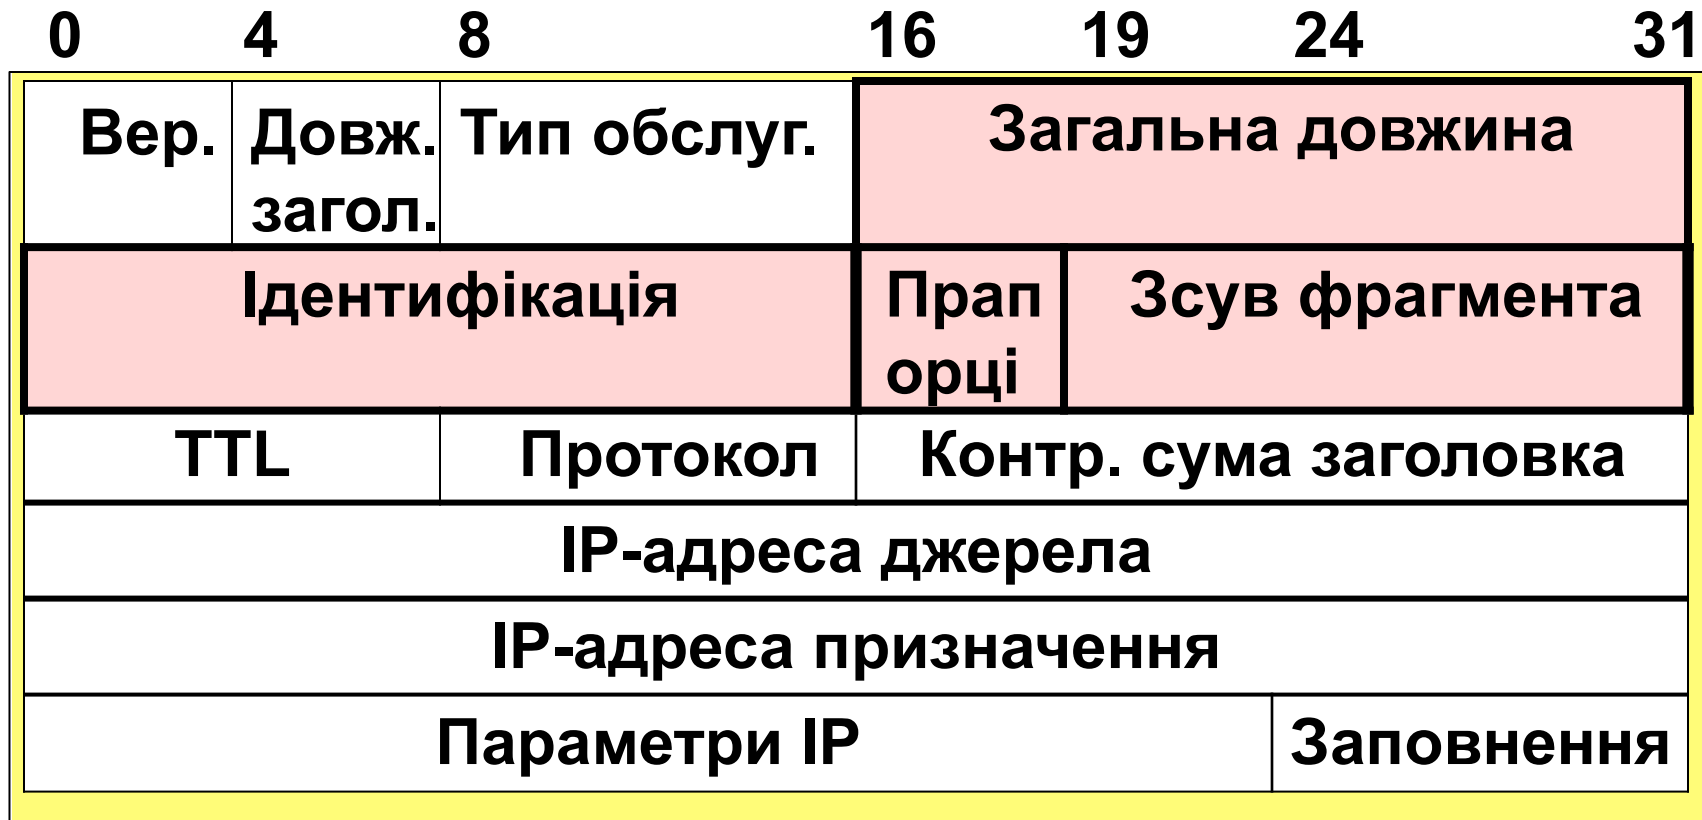 0 4 8 16 19 24 31
Вер. Довж. Тип обслуг. Загальна довжина
загол.
Ідентифікація Прап Зсув фрагмента
орці
TTL Протокол Контр. сума заголовка
IP-адреса джерела
IP-адреса призначення
Параметри IP Заповнення